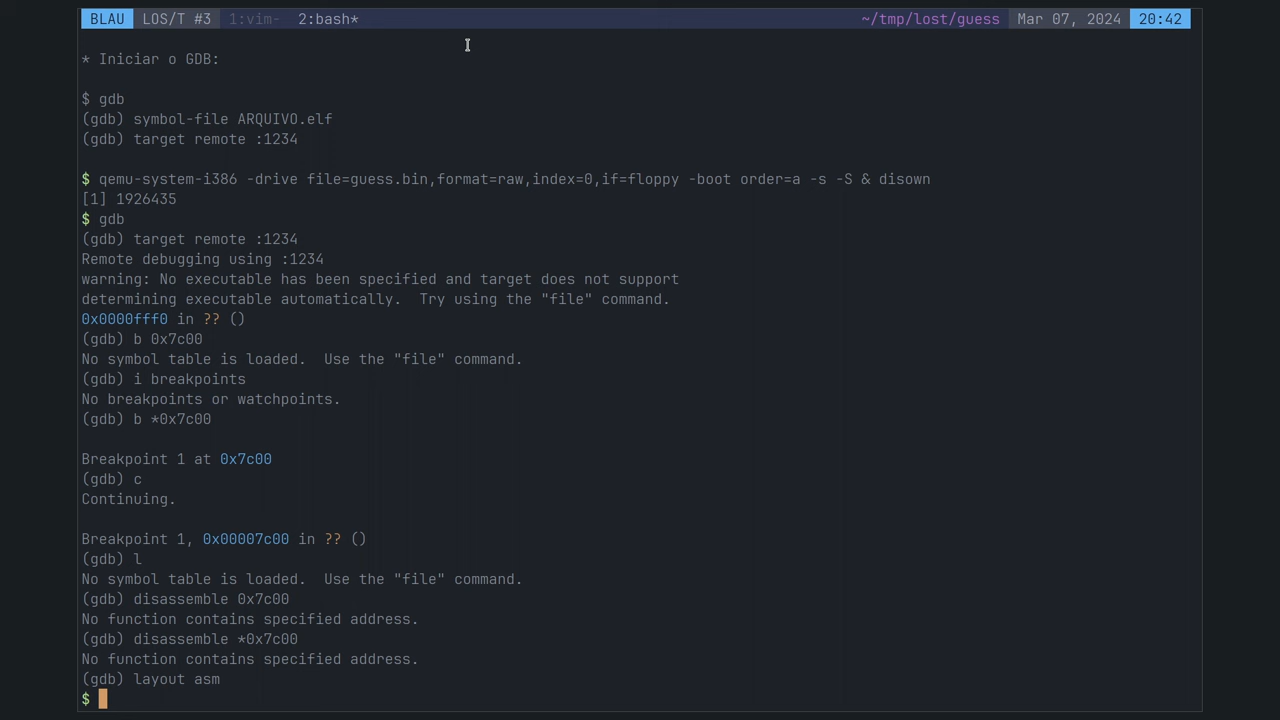 BLAU LOS/T #3 1:vim- 2:bash* ~/tmp/lost/guess Mar 07, 2024 20:42
* Iniciar o GDB:
$ gdb
(gdb) symbol-file ARQUIVO.elf
(gdb) target remote :1234
$ qemu-system-i386 -drive file=guess.bin,format=raw,index=0,if=floppy -boot order=a -s -S & disown
[1] 1926435
$ gdb
(gdb) target remote :1234
Remote debugging using :1234
warning: No executable has been specified and target does not support
determining executable automatically.  Try using the "file" command.
0x0000fff0 in ?? ()
(gdb) b 0x7c00
No symbol table is loaded.  Use the "file" command.
(gdb) i breakpoints
No breakpoints or watchpoints.
(gdb) b *0x7c00
Breakpoint 1 at 0x7c00
(gdb) c
Continuing.
Breakpoint 1, 0x00007c00 in ?? ()
(gdb) l
No symbol table is loaded.  Use the "file" command.
(gdb) disassemble 0x7c00
No function contains specified address.
(gdb) disassemble *0x7c00
No function contains specified address.
(gdb) layout asm
$